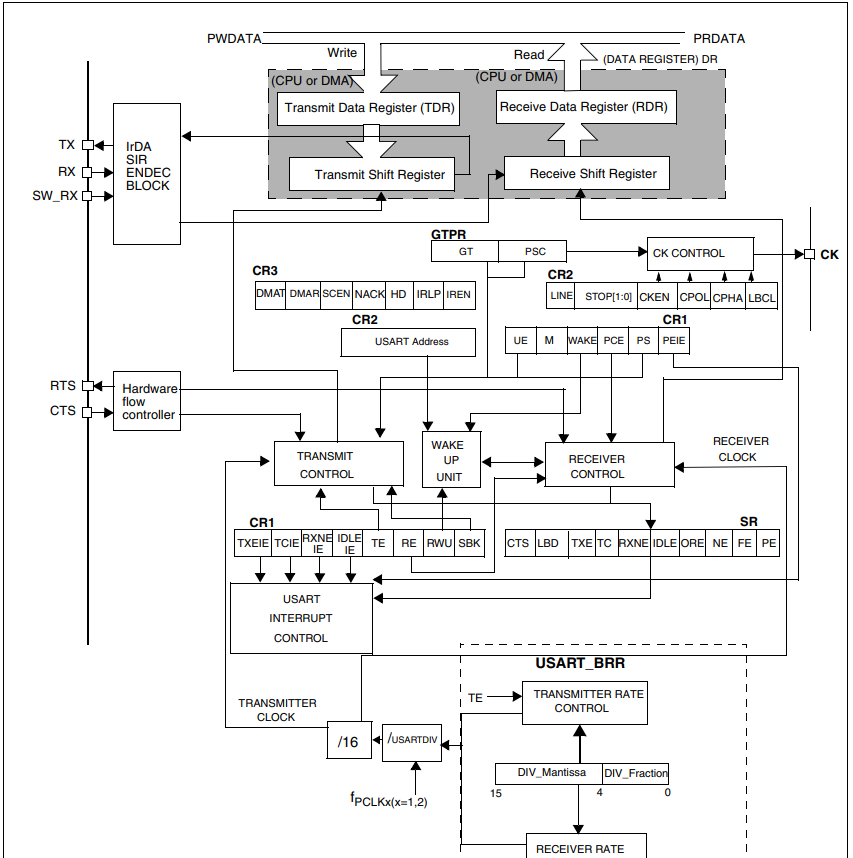 PWDATA
PRDATA
Write
Read
(DATA REGISTER) DR
(CPU or DMA)
(CPU or DMA)
Transmit Data Register (TDR)
Receive Data Register (RDR)
TX
RX
SW_RX
IrDA
SIR
ENDEC
BLOCK
Transmit Shift Register
Receive Shift Register
GTPR
GT
PSC
CK CONTROL
CK
CR3
DMAT
DMAR
SCEN
NACK
HD
IRLP
IREN
CR2
LINE
STOP[1:0]
CKEN
CPOL
CPHA
LBCL
CR2
USART Address
CR1
UE
M
WAKE
PCE
PS
PEIE
RTS
CTS
Hardware
flow
controller
TRANSMIT
CONTROL
WAKE
UP
UNIT
RECEIVER
CONTROL
RECEIVER
CLOCK
CR1
TXEIE
TCIE
RXNE
IE
IDLE
IE
TE
RE
RWU
SBK
SR
CTS
LBD
TXE
TC
RXNE
IDLE
ORE
NE
FE
PE
USART
INTERRUPT
CONTROL
USART_BRR
TRANSMITTER
CLOCK
TE
TRANSMITTER RATE
CONTROL
/16
/USARTDIV
DIV_Mantissa
DIV_Fraction
15
4
0
fPCLKx(x=1,2)
RECEIVER RATE